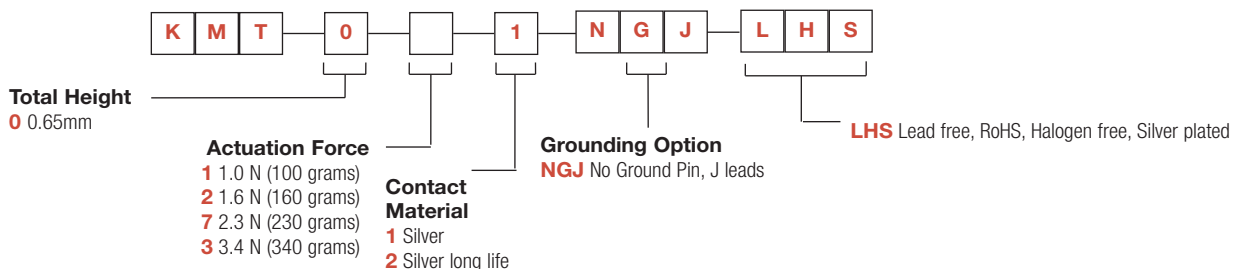 K M T 0 1 N G J L H S
Total Height
0 0.65mm
Actuation Force
1 1.0 N (100 grams)
2 1.6 N (160 grams)
7 2.3 N (230 grams)
3 3.4 N (340 grams)
Contact
Material
1 Silver
2 Silver long life
Grounding Option
NGJ No Ground Pin, J leads
LHS Lead free, RoHS, Halogen free, Silver plated